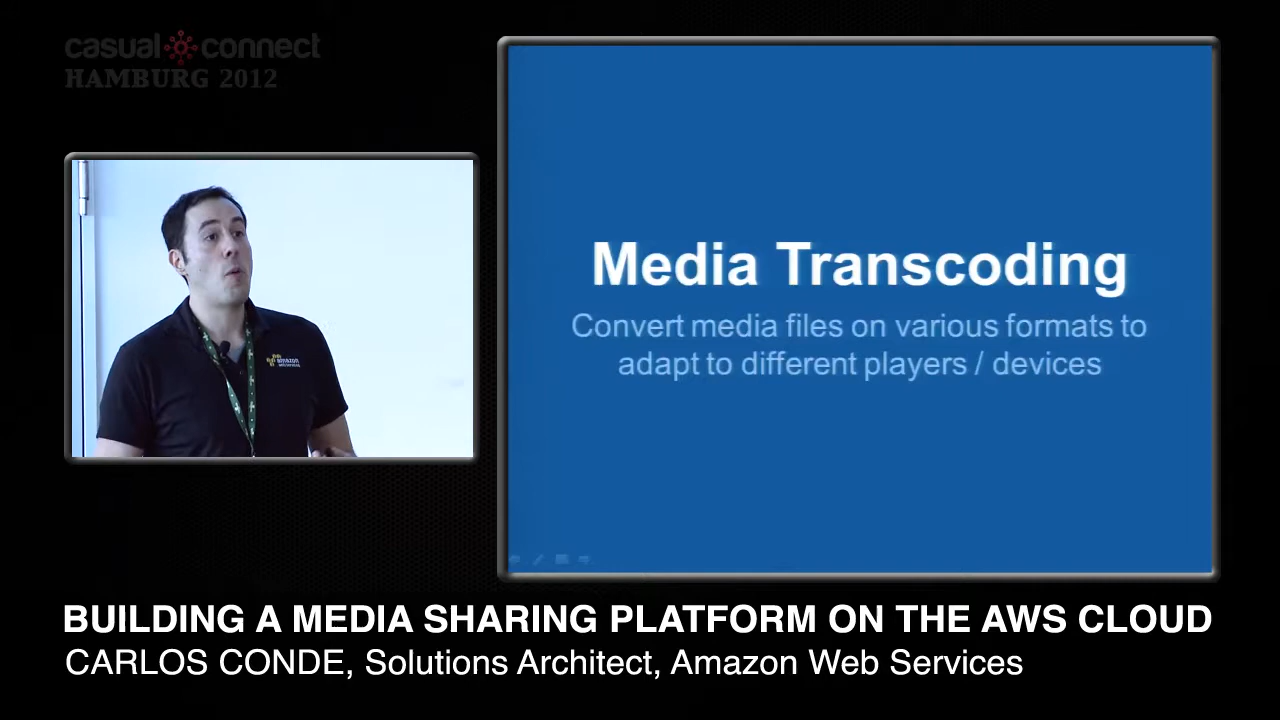 casual connect
HAMBURG 2012
amazon
Media Transcoding
Convert media files on various formats to
adapt to different players / devices
BUILDING A MEDIA SHARING PLATFORM ON THE AWS CLOUD
CARLOS CONDE, Solutions Architect, Amazon Web Services